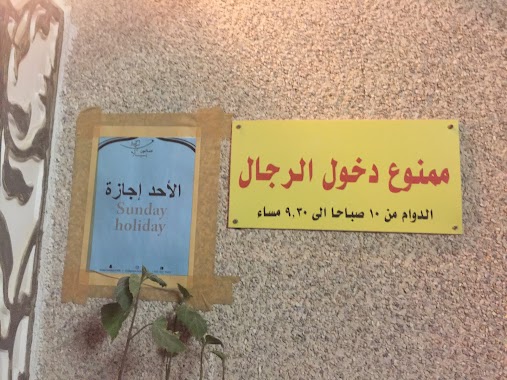 الأحد إجازة
Sunday
holiday
ممنوع دخول الرجال
الدوام من ١٠ صباحا الى ٩,٣٠ مساء